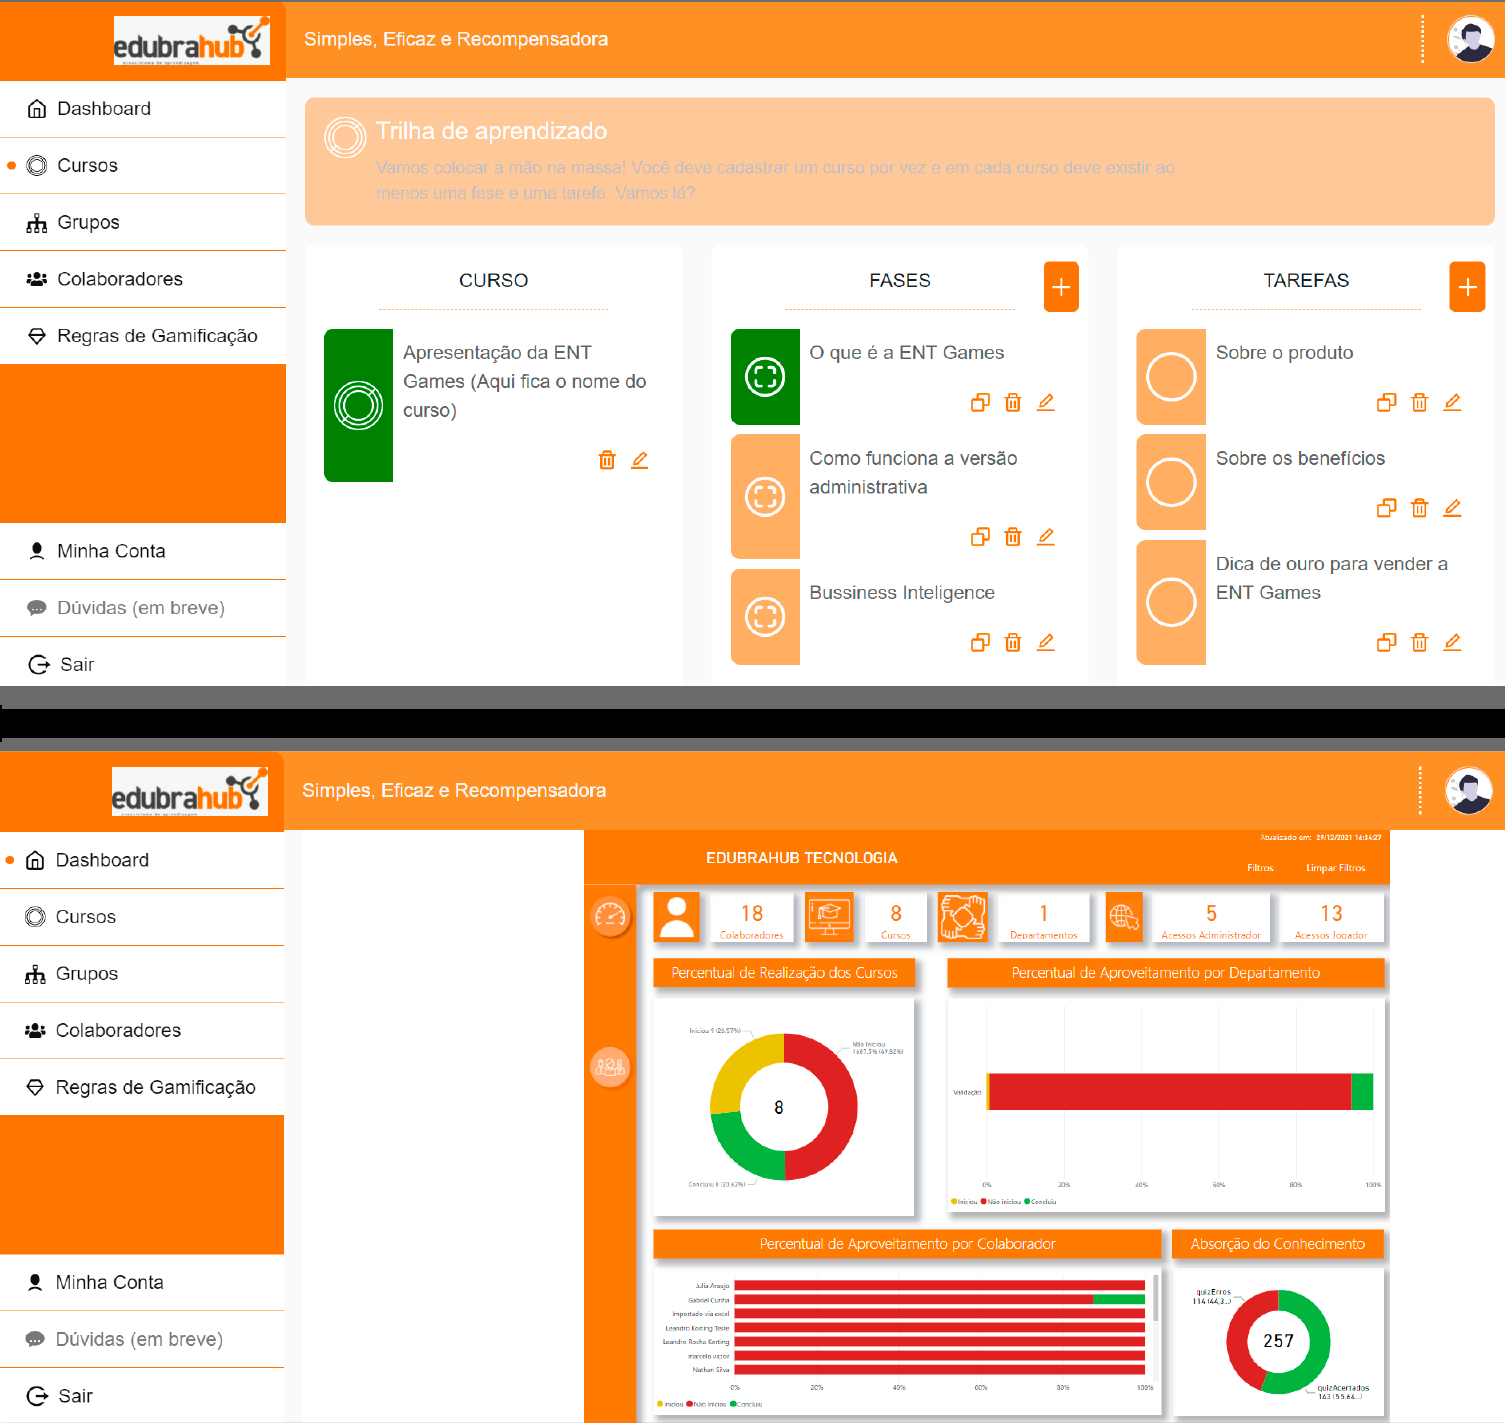 edubrahub
ecossistema de aprendizagem
Simples, Eficaz e Recompensadora
Dashboard
Cursos
Grupos
Colaboradores
Regras de Gamificação
Minha Conta
Dúvidas (em breve)
Sair
Trilha de aprendizado
Vamos colocar a mão na massa! Você deve cadastrar um curso por vez e em cada curso deve existir ao
menos uma fase e uma tarefa. Vamos lá?
CURSO
Apresentação da ENT
Games (Aqui fica o nome do
curso)
FASES
O que é a ENT Games
Como funciona a versão
administrativa
Bussiness Inteligence
TAREFAS
Sobre o produto
Sobre os benefícios
Dica de ouro para vender a
ENT Games
edubrahub
ecossistema de aprendizagem
Simples, Eficaz e Recompensadora
Dashboard
Cursos
Grupos
Colaboradores
Regras de Gamificação
Minha Conta
Dúvidas (em breve)
Sair
Atualizado em: 29/12/2021 16:34:27
EDUBRAHUB TECNOLOGIA
Filtros
Limpar Filtros
18
Colaboradores
8
Cursos
1
Departamentos
5
Acessos Administrador
13
Acessos Jogador
Percentual de Realização dos Cursos
Iniciou 9 (26,57%)
Não Iniciou
1687,5% (49,82%)
8
Concluiu 8 (23,62%)
Percentual de Aproveitamento por Departamento
Validação
0% 20% 40% 60% 80% 100%
Iniciou Não iniciou Concluiu
Percentual de Aproveitamento por Colaborador
Julia Araujo
Gabriel Cunha
Importado via excel
Leandro Korting Teste
Leandro Rocha Korting
marcelo victor
Nathan Silva
0% 20% 40% 60% 80% 100%
Iniciou Não Iniciou Concluiu
Absorção do Conhecimento
quizErros
114 (44,3...)
257
quizAcertados
143 (55,64...)